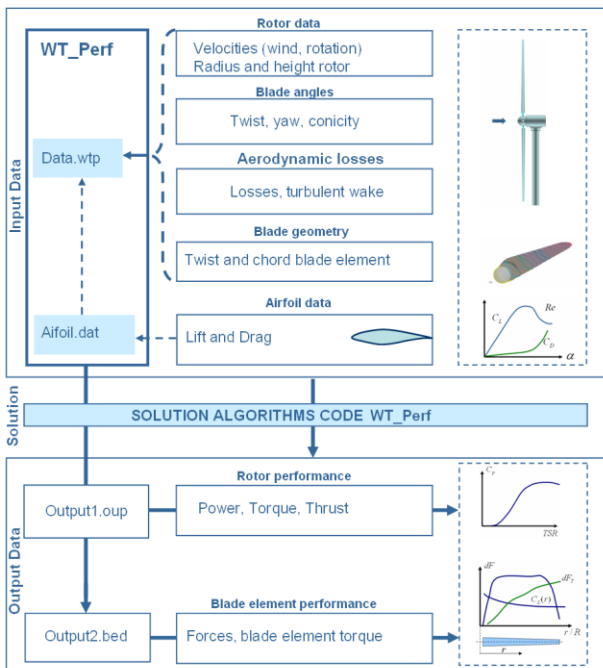 Rotor data
WT_Perf
Velocities (wind, rotation)
Radius and height rotor
Blade angles
Twist, yaw, conicity
Data.wtp
Aerodynamic losses
Losses, turbulent wake
Input Data
Blade geometry
Twist and chord blade element
Airfoil data
Aifoil.dat
Lift and Drag
C_L
Re
C_D
α
Solution
SOLUTION ALGORITHMS CODE WT_Perf
Output Data
Rotor performance
Output1.oup
Power, Torque, Thrust
C_P
TSR
Blade element performance
Output2.bed
Forces, blade element torque
dF
dF_T
r / R
r